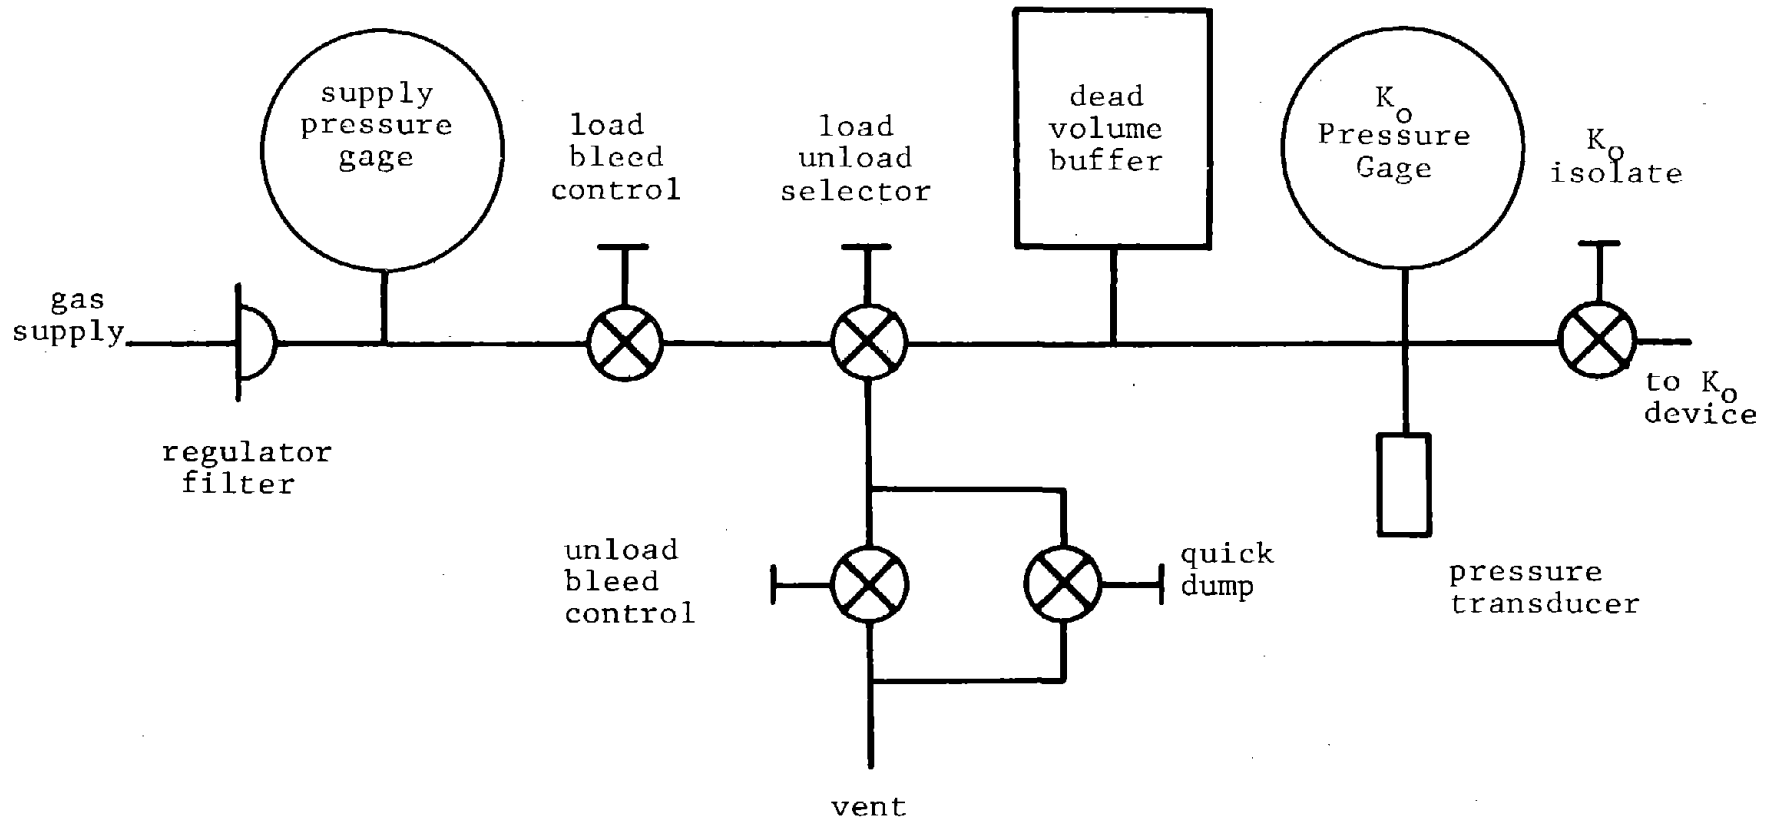 supply
pressure
gage
load
bleed
control
load
unload
selector
dead
volume
buffer
Ko
Pressure
Gage
Ko
isolate
gas
supply
to Ko
device
regulator
filter
unload
bleed
control
quick
dump
pressure
transducer
vent